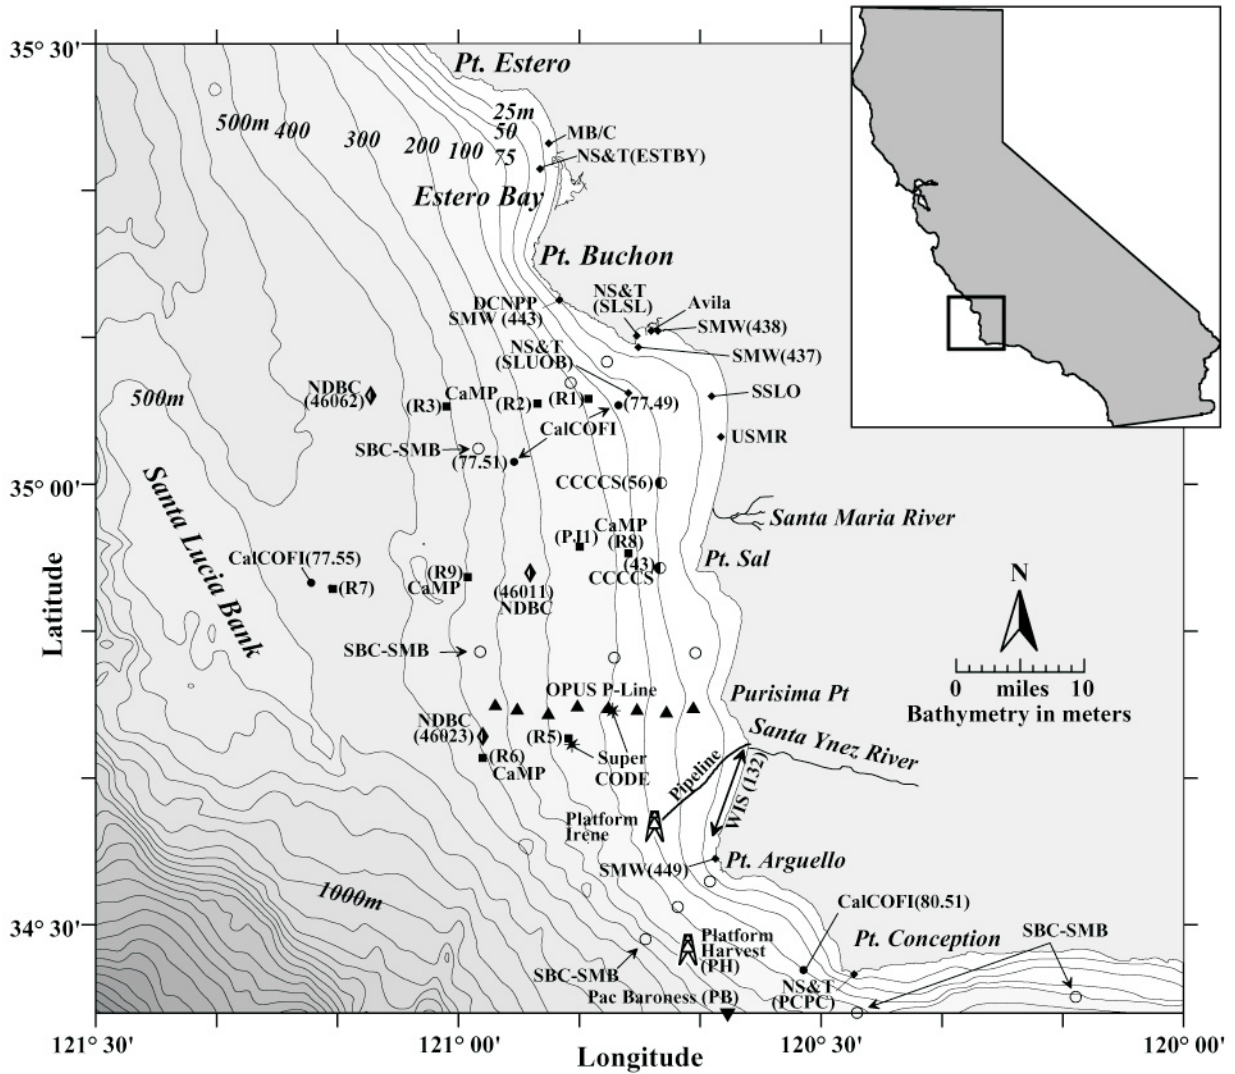 35° 30'
Pt. Estero
25m
50
75
500m
400
300
200
100
MB/C
NS&T(ESTBY)
Estero Bay
Pt. Buchon
NS&T
(SLSL)
Avila
DCNPP
SMW (443)
SMW(438)
SMW(437)
NS&T
(SLUOB)
NDBC
(46062)
CaMP
(R3)
(R2)
(R1)
(77.49)
SSLO
500m
CalCOFI
USMR
SBC-SMB
(77.51)
35° 00'
CCCCS(56)
Santa Maria River
Santa Lucia Bank
CaMP
(R8)
(PJ1)
Pt. Sal
CalCOFI(77.55)
(R7)
(R9)
CaMP
(46011)
NDBC
(43)
CCCCS
N
Latitude
SBC-SMB
0 miles 10
Bathymetry in meters
OPUS P-Line
Purisima Pt
NDBC
(46023)
(R5)
Santa Ynez River
(R6)
CaMP
Super
CODE
Pipeline
WIS (132)
Platform
Irene
SMW(449)
Pt. Arguello
1000m
CalCOFI(80.51)
34° 30'
Platform
Harvest
(PH)
Pt. Conception
SBC-SMB
SBC-SMB
NS&T
(PCPC)
Pac Baroness (PB)
121° 30'
121° 00'
120° 30'
120° 00'
Longitude